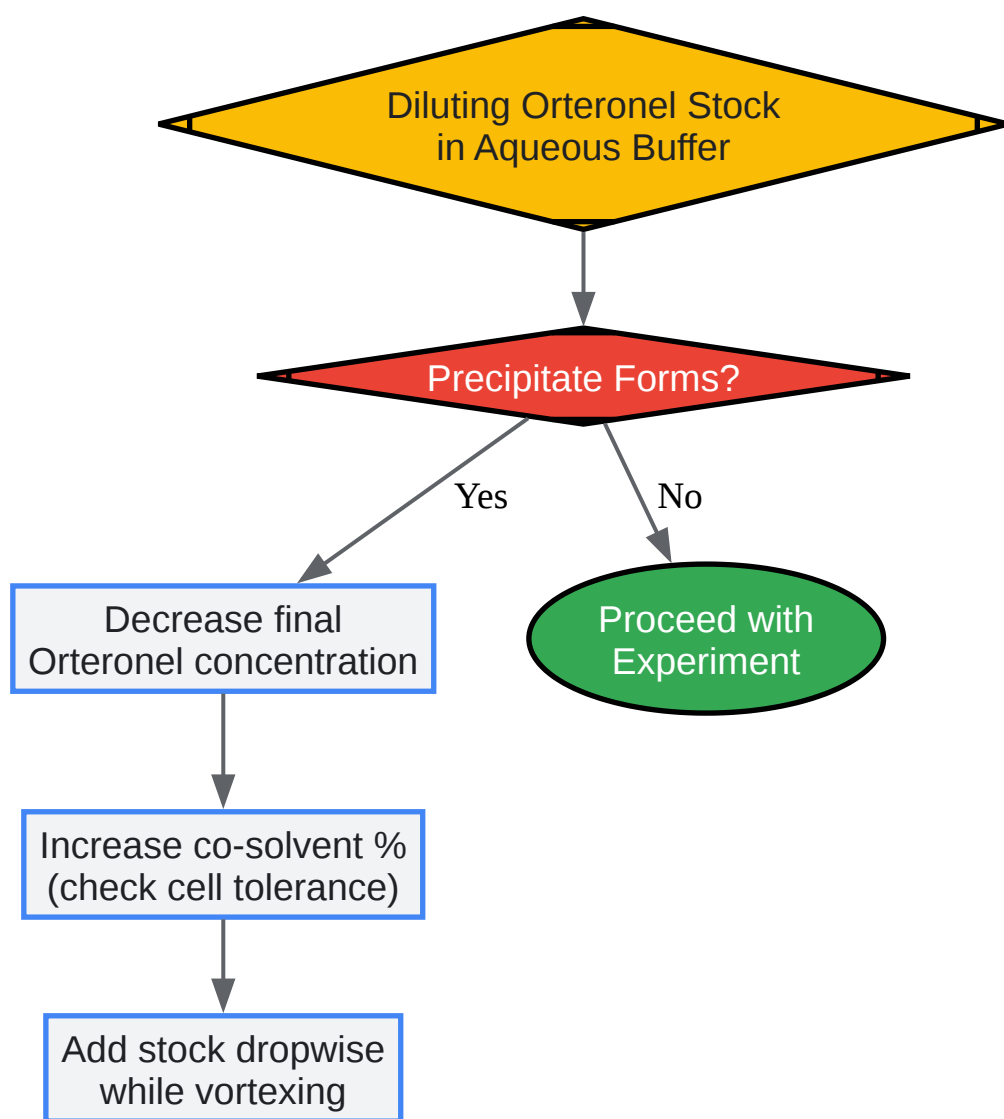 Diluting Orteronel Stock
in Aqueous Buffer
Precipitate Forms?
Yes
No
Decrease final
Orteronel concentration
Proceed with
Experiment
Increase co-solvent %
(check cell tolerance)
Add stock dropwise
while vortexing